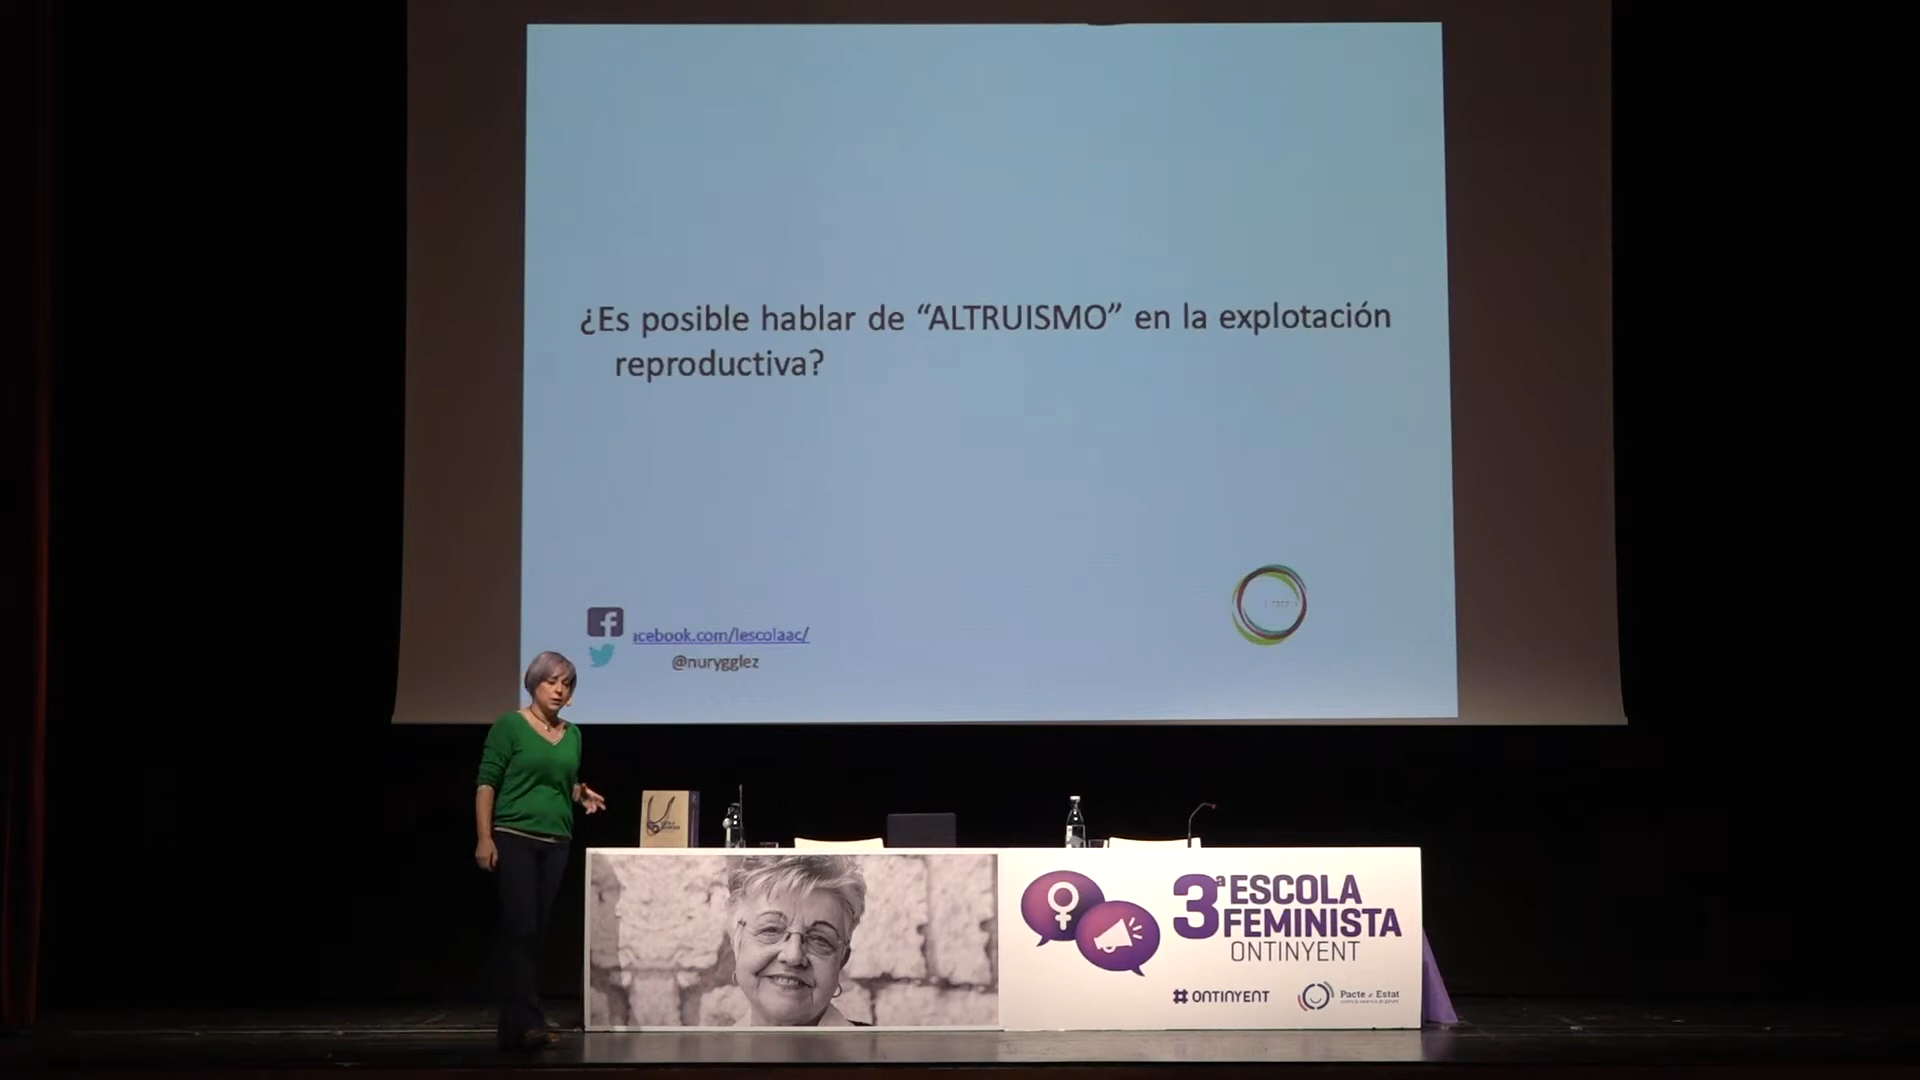 ¿Es posible hablar de “ALTRUISMO” en la explotación
reproductiva?
acebook.com/lescolaac/
@nurygglez
3ª ESCOLA
FEMINISTA
ONTINYENT
ONTINYENT
Pacte d'Estat